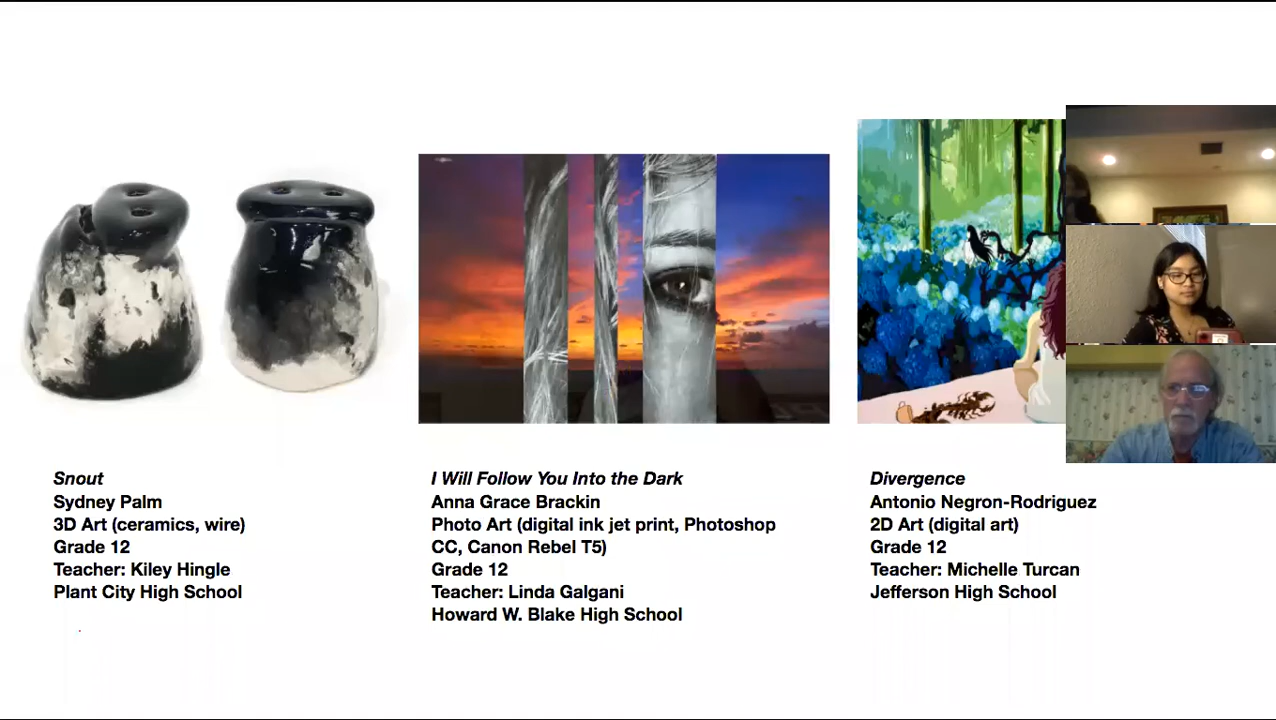 Snout
Sydney Palm
3D Art (ceramics, wire)
Grade 12
Teacher: Kiley Hingle
Plant City High School
I Will Follow You Into the Dark
Anna Grace Brackin
Photo Art (digital ink jet print, Photoshop
CC, Canon Rebel T5)
Grade 12
Teacher: Linda Galgani
Howard W. Blake High School
Divergence
Antonio Negron-Rodriguez
2D Art (digital art)
Grade 12
Teacher: Michelle Turcan
Jefferson High School